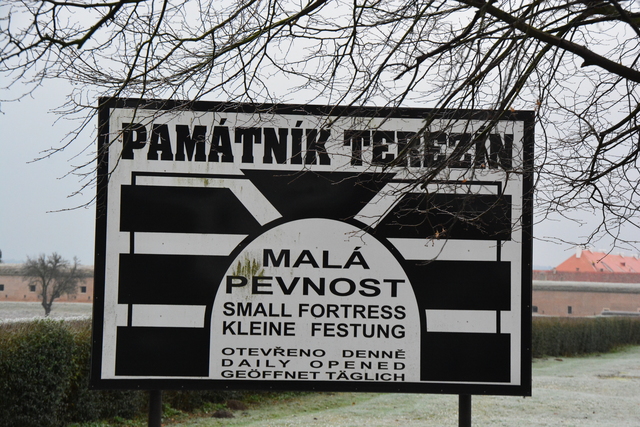 PAMÁTNÍK TEREZÍN
MALÁ
PEVNOST
SMALL FORTRESS
KLEINE FESTUNG
OTEVŘENO DENNĚ
DAILY OPENED
GEÖFFNET TÄGLICH